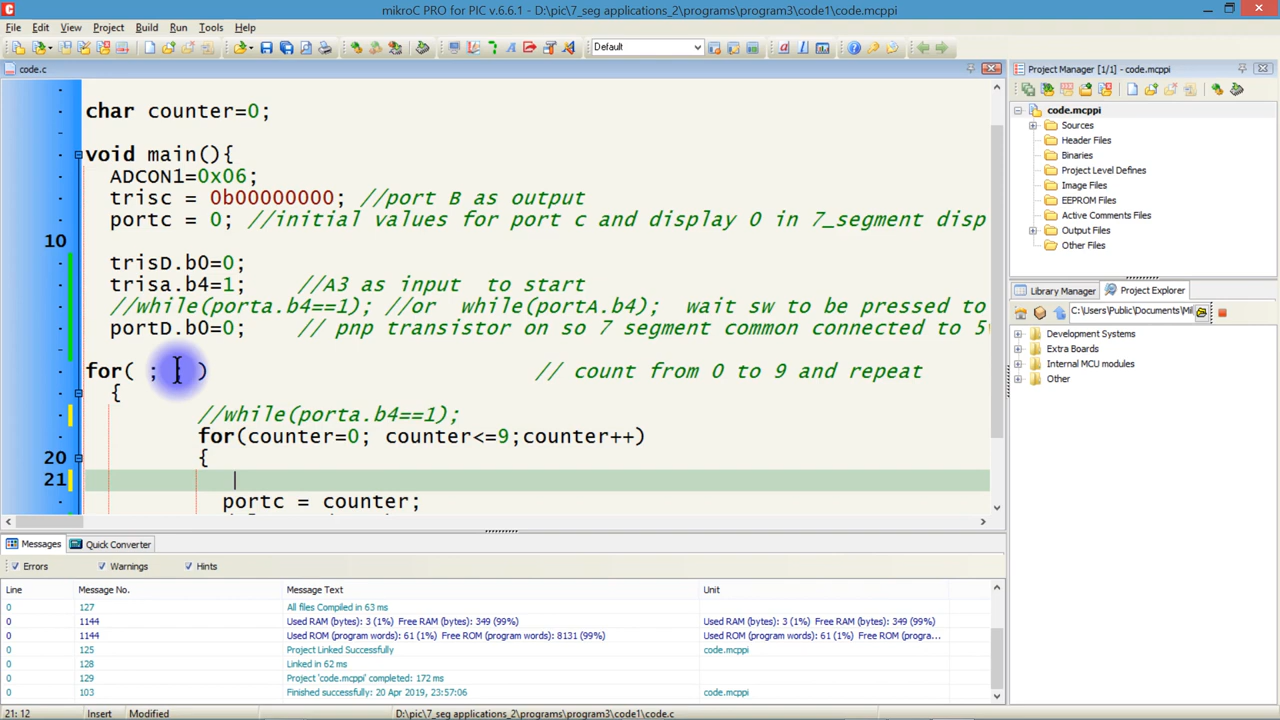 mikroC PRO for PIC v.6.6.1 - D:\pic\7_seg applications_2\programs\program3\code1\code.mcppi
File Edit View Project Build Run Tools Help
Default
code.c
char counter=0;
void main(){
ADCON1=0x06;
trisc = 0b00000000; //port B as output
portc = 0; //initial values for port c and display 0 in 7_segment disp
10
trisD.b0=0;
trisa.b4=1; //A3 as input to start
//while(porta.b4==1); //or while(portA.b4); wait sw to be pressed to
portD.b0=0; // pnp transistor on so 7 segment common connected to 5
for( ; ; ) // count from 0 to 9 and repeat
{
//while(porta.b4==1);
for(counter=0; counter<=9;counter++)
20 {
21
portc = counter;
Project Manager [1/1] - code.mcppi
code.mcppi
Sources
Header Files
Binaries
Project Level Defines
Image Files
EEPROM Files
Active Comments Files
Output Files
Other Files
Library Manager Project Explorer
C:\Users\Public\Documents\Mil
Development Systems
Extra Boards
Internal MCU modules
Other
Messages Quick Converter
Errors Warnings Hints
Line Message No. Message Text Unit
0 127 All files Compiled in 63 ms
0 1144 Used RAM (bytes): 3 (1%) Free RAM (bytes): 349 (99%) Used RAM (bytes): 3 (1%) Free RAM (bytes): 349 (99%)
0 1144 Used ROM (program words): 61 (1%) Free ROM (program words): 8131 (99%) Used ROM (program words): 61 (1%) Free ROM (progra...
0 125 Project Linked Successfully code.mcppi
0 128 Linked in 62 ms
0 129 Project 'code.mcppi' completed: 172 ms
0 103 Finished successfully: 20 Apr 2019, 23:57:06 code.mcppi
21: 12 Insert Modified D:\pic\7_seg applications_2\programs\program3\code1\code.c